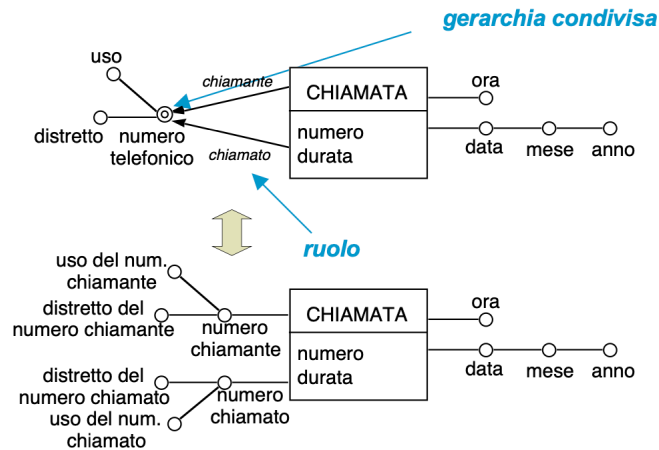 gerarchia condivisa
uso
chiamante
CHIAMATA
ora
distretto
numero
telefonico
chiamato
numero
durata
data
mese
anno
ruolo
uso del num.
chiamante
distretto del
numero chiamante
numero
chiamante
CHIAMATA
ora
numero
durata
data
mese
anno
distretto del
numero chiamato
numero
chiamato
uso del num.
chiamato